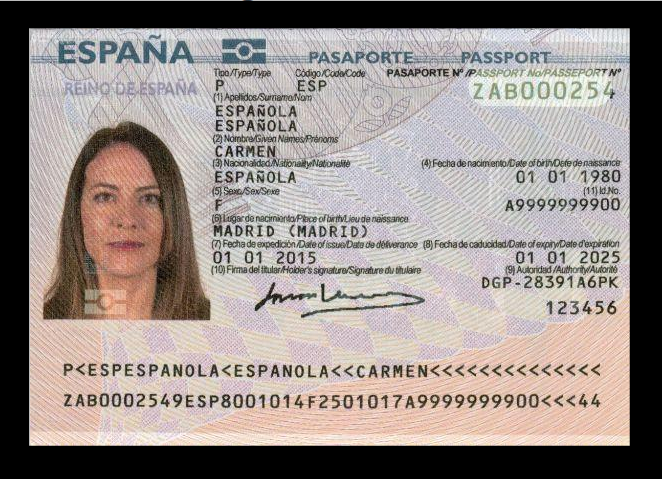 ESPAÑA PASAPORTE PASSPORT
REINO DE ESPAÑA
Tipo/Type/Type Código/Code/Code PASAPORTE Nº/PASSPORT No/PASSEPORT Nº
P ESP ZAB000254
(1) Apellidos/Surname/Nom
ESPAÑOLA
ESPAÑOLA
(2) Nombre/Given Names/Prénoms
CARMEN
(3) Nacionalidad/Nationality/Nationalité (4) Fecha de nacimiento/Date of birth/Date de naissance
ESPAÑOLA 01 01 1980
(5) Sexo/Sex/Sexe (11) Id.No.
F A9999999900
(6) Lugar de nacimiento/Place of birth/Lieu de naissance
MADRID (MADRID)
(7) Fecha de expedición/Date of issue/Date de délivrance (8) Fecha de caducidad/Date of expiry/Date d'expiration
01 01 2015 01 01 2025
(10) Firma del titular/Holder's signature/Signature du titulaire (9) Autoridad/Authority/Autorité
DGP-28391A6PK
123456
P<ESPESPANOLA<ESPANOLA<<CARMEN<<<<<<<<<<<<<<
ZAB0002549ESP8001014F2501017A9999999900<<<44